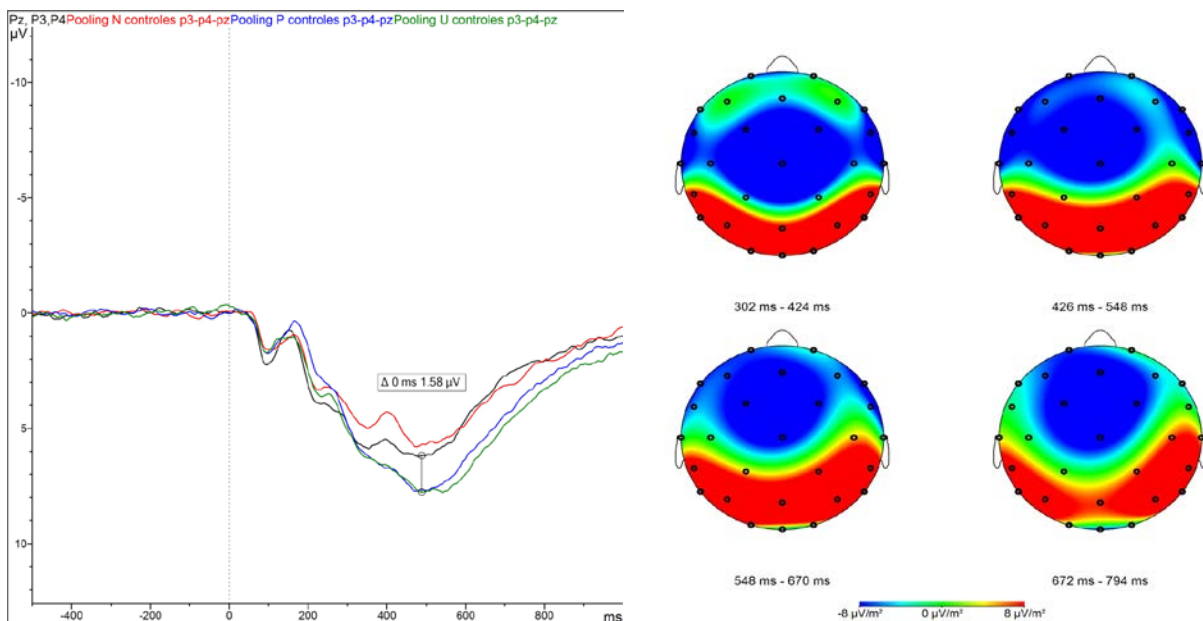 Pz, P3,P4Pooling N controles p3-p4-pzPooling P controles p3-p4-pzPooling U controles p3-p4-pz
µV
-10
-5
0
5
10
Δ 0 ms 1.58 µV
-400 -200 0 200 400 600 800 ms
302 ms - 424 ms
426 ms - 548 ms
548 ms - 670 ms
672 ms - 794 ms
-8 µV/m² 0 µV/m² 8 µV/m²